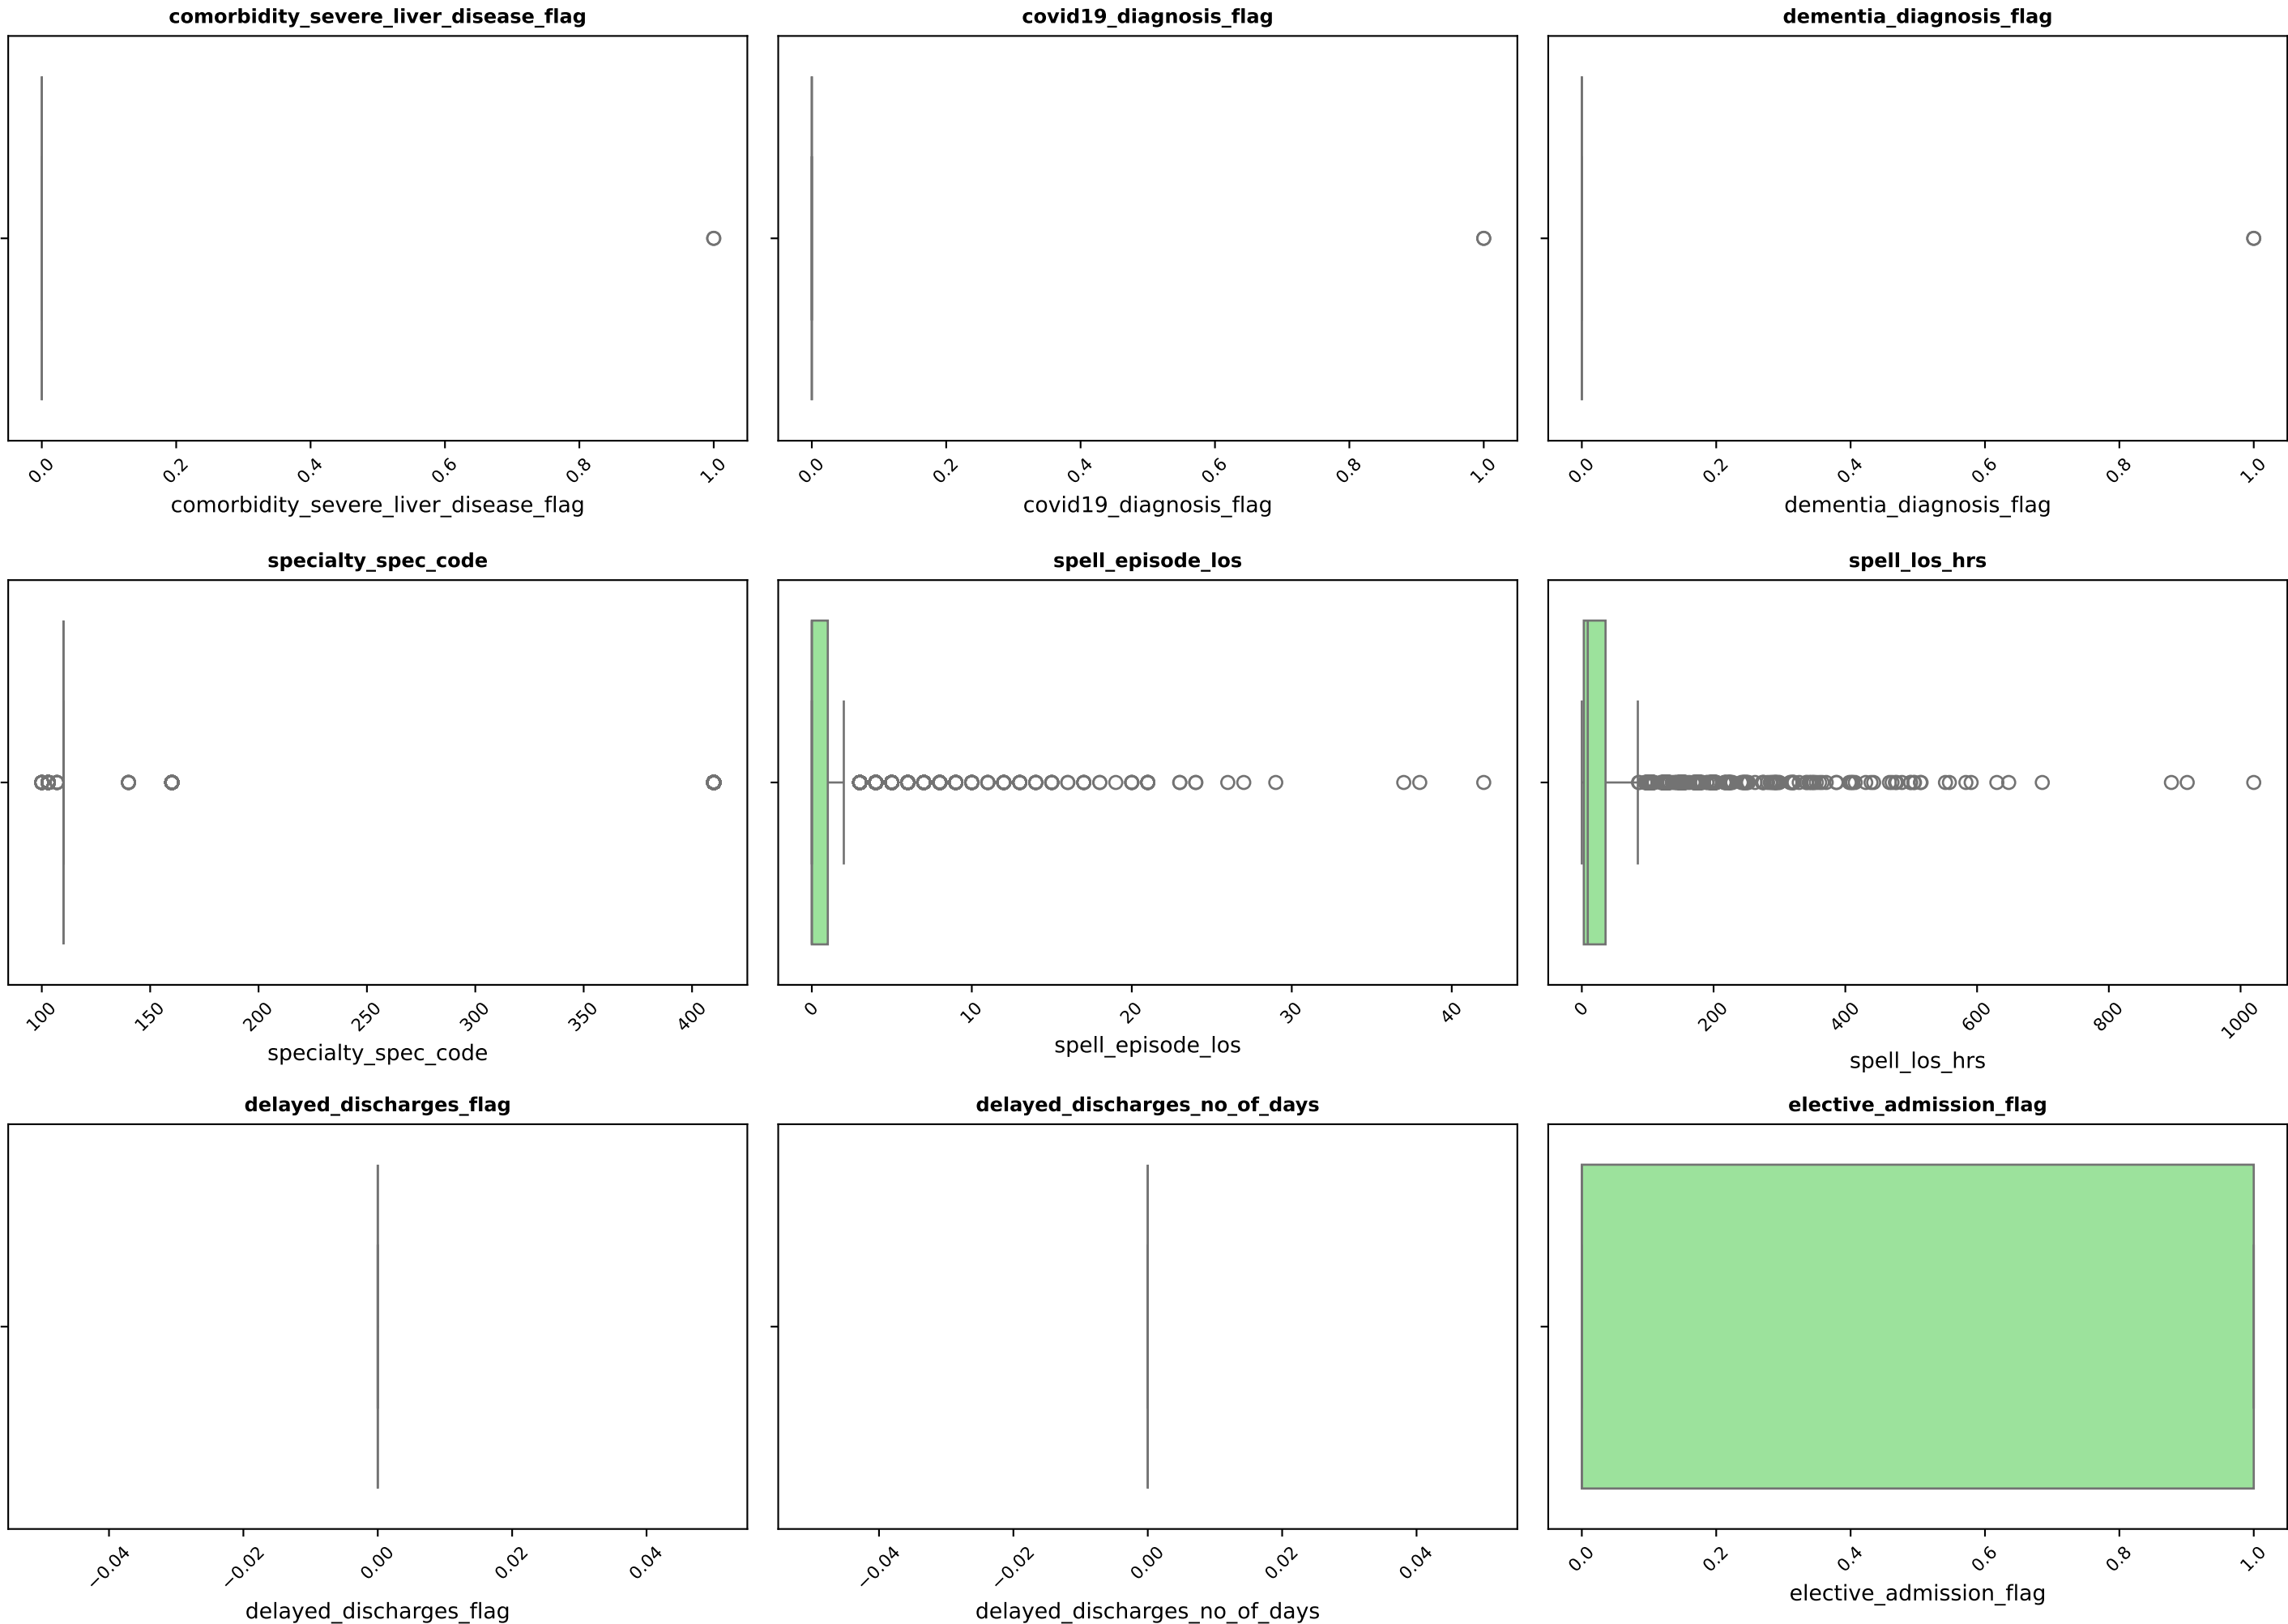 comorbidity_severe_liver_disease_flag
0.0 0.2 0.4 0.6 0.8 1.0
comorbidity_severe_liver_disease_flag
covid19_diagnosis_flag
0.0 0.2 0.4 0.6 0.8 1.0
covid19_diagnosis_flag
dementia_diagnosis_flag
0.0 0.2 0.4 0.6 0.8 1.0
dementia_diagnosis_flag
specialty_spec_code
100 150 200 250 300 350 400
specialty_spec_code
spell_episode_los
0 10 20 30 40
spell_episode_los
spell_los_hrs
0 200 400 600 800 1000
spell_los_hrs
delayed_discharges_flag
−0.04 −0.02 0.00 0.02 0.04
delayed_discharges_flag
delayed_discharges_no_of_days
−0.04 −0.02 0.00 0.02 0.04
delayed_discharges_no_of_days
elective_admission_flag
0.0 0.2 0.4 0.6 0.8 1.0
elective_admission_flag